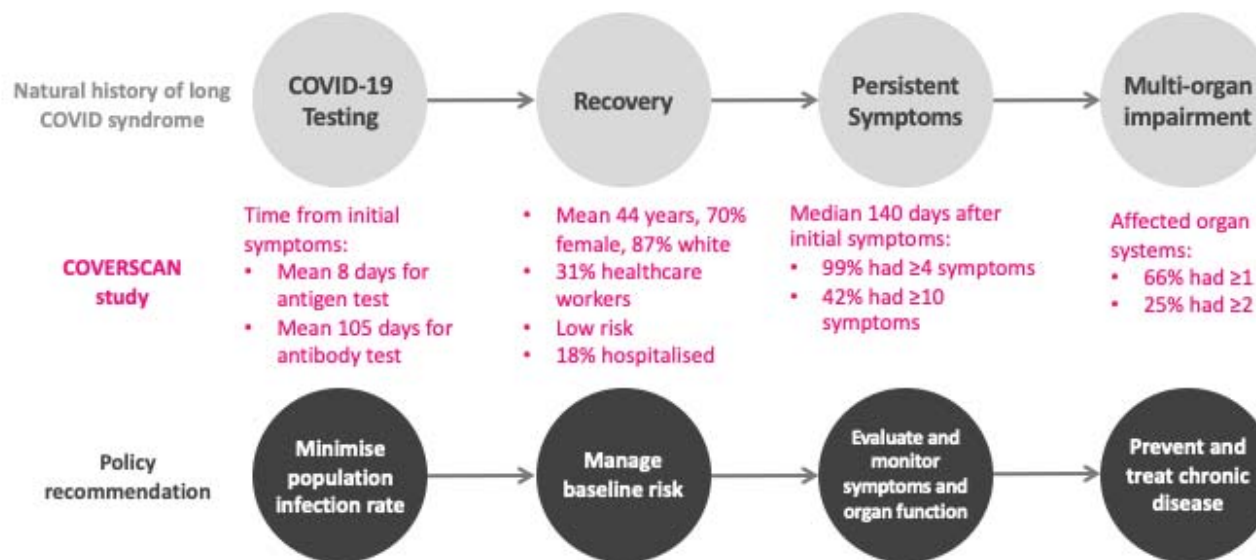 Natural history of long
COVID syndrome
COVID-19
Testing
Recovery
Persistent
Symptoms
Multi-organ
impairment
COVERSCAN
study
Time from initial
symptoms:
• Mean 8 days for
antigen test
• Mean 105 days for
antibody test
• Mean 44 years, 70%
female, 87% white
• 31% healthcare
workers
• Low risk
• 18% hospitalised
Median 140 days after
initial symptoms:
• 99% had ≥4 symptoms
• 42% had ≥10
symptoms
Affected organ
systems:
• 66% had ≥1
• 25% had ≥2
Policy
recommendation
Minimise
population
infection rate
Manage
baseline risk
Evaluate and
monitor
symptoms and
organ function
Prevent and
treat chronic
disease